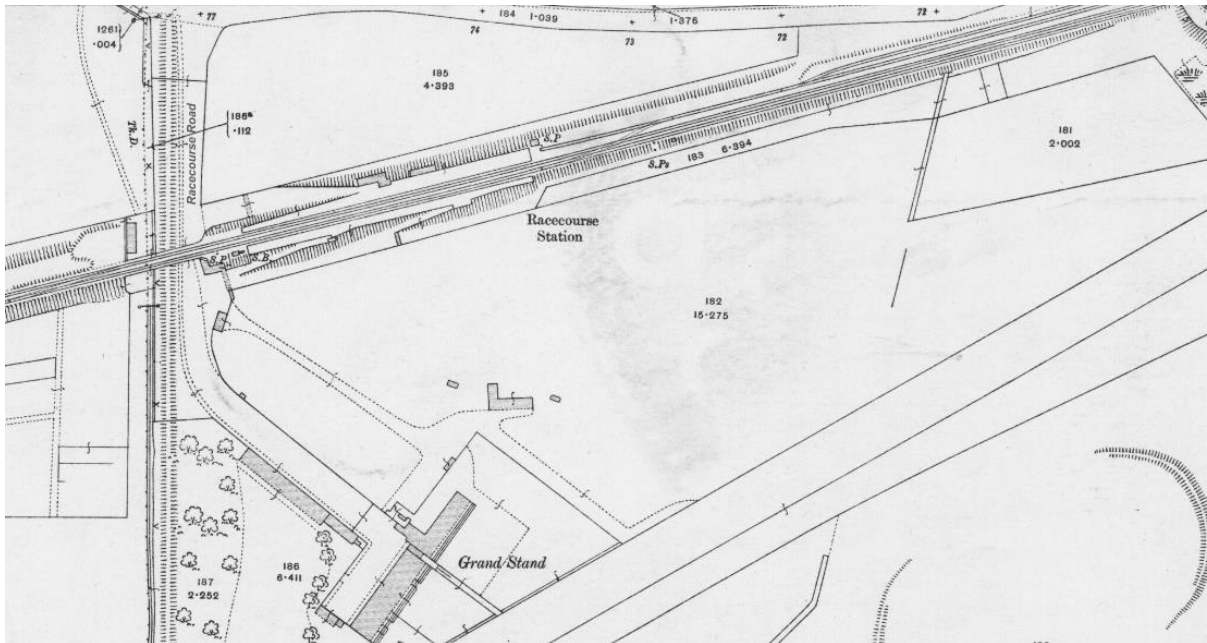 77
184 1·039
1·376
72
1261
·004
74
73
72
185
4·393
186a
·112
Racecourse Road
Tk.D.
S.P
181
2·002
S.Ps
183 6·394
Racecourse
Station
S.P
S.B
182
15·275
Grand Stand
187
2·252
186
6·411